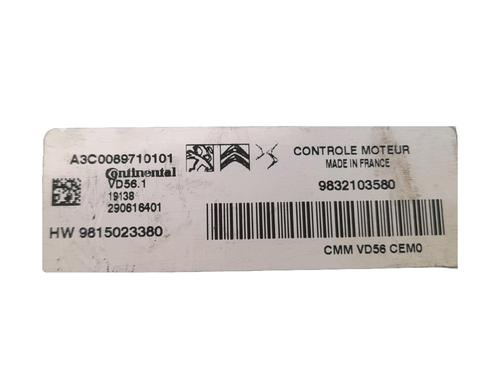 A3C0089710101
Continental
VD56.1
19138
290616401
HW 9815023380
CONTROLE MOTEUR
MADE IN FRANCE
9832103580
CMM VD56 CEM0